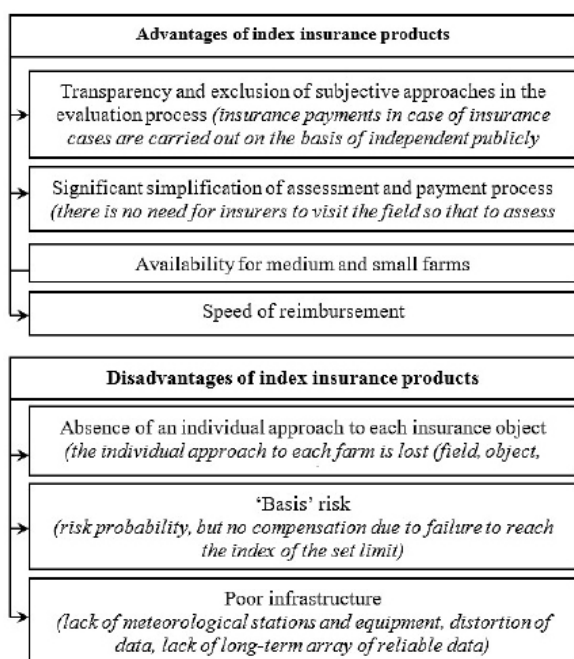 Advantages of index insurance products
Transparency and exclusion of subjective approaches in the
evaluation process (insurance payments in case of insurance
cases are carried out on the basis of independent publicly
Significant simplification of assessment and payment process
(there is no need for insurers to visit the field so that to assess
Availability for medium and small farms
Speed of reimbursement
Disadvantages of index insurance products
Absence of an individual approach to each insurance object
(the individual approach to each farm is lost (field, object,
‘Basis’ risk
(risk probability, but no compensation due to failure to reach
the index of the set limit)
Poor infrastructure
(lack of meteorological stations and equipment, distortion of
data, lack of long-term array of reliable data)